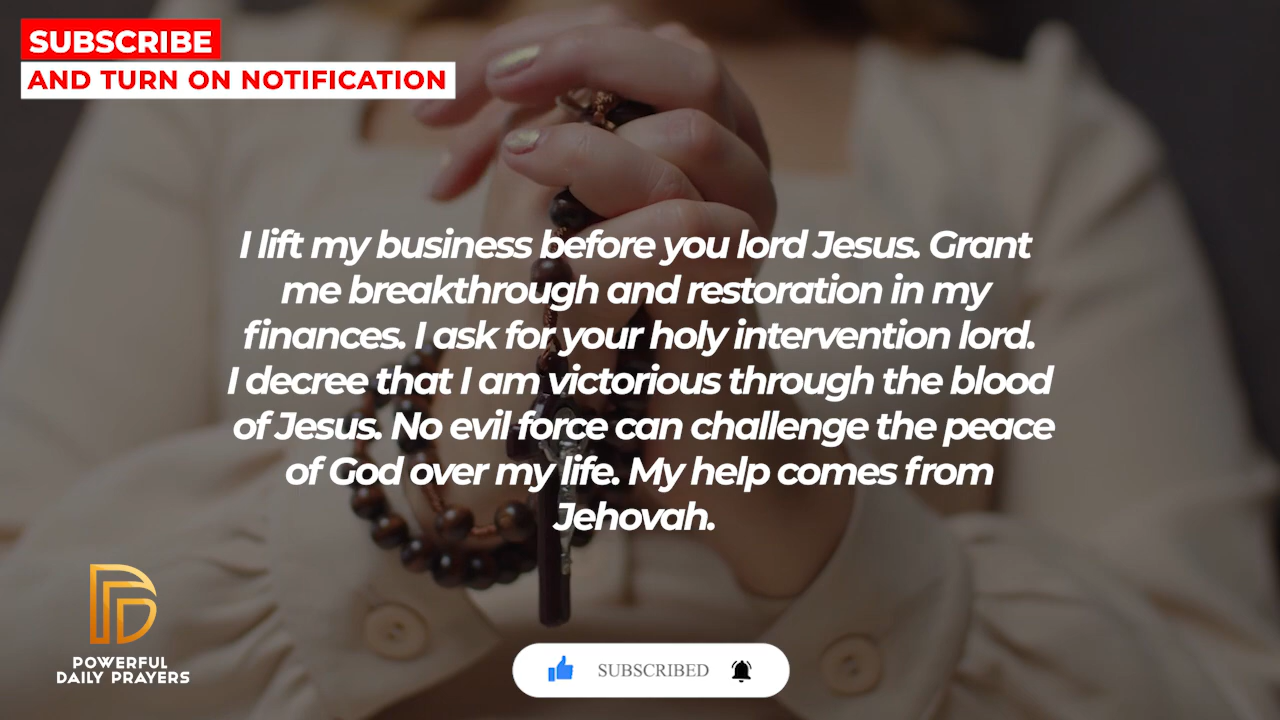 SUBSCRIBE
AND TURN ON NOTIFICATION
I lift my business before you lord Jesus. Grant
me breakthrough and restoration in my
finances. I ask for your holy intervention lord.
I decree that I am victorious through the blood
of Jesus. No evil force can challenge the peace
of God over my life. My help comes from
Jehovah.
POWERFUL
DAILY PRAYERS
SUBSCRIBED